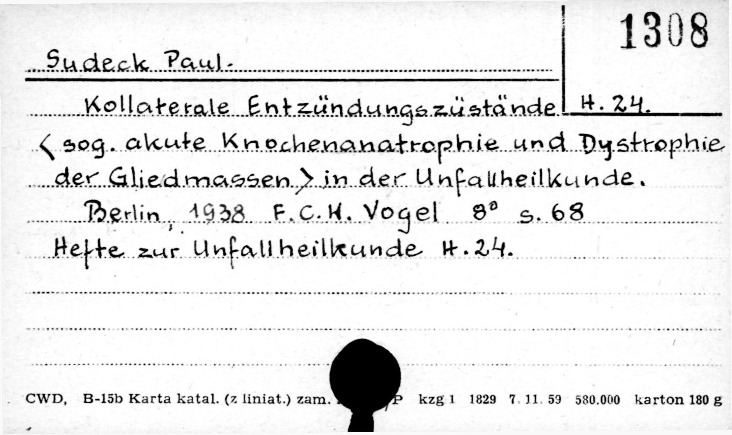 1308
Sudeck Paul.
Kollaterale Entzündungszüstände H. 24.
< sog. akute Knochenanatrophie und Dystrophie
der Gliedmassen > in der Unfallheilkunde.
Berlin, 1938 F.C.W. Vogel 8° S. 68
Hefte zur Unfallheilkunde H. 24.
CWD, B-15b Karta katal. (z liniat.) zam. /P kzg 1 1829 7. 11. 59 580.000 karton 180 g